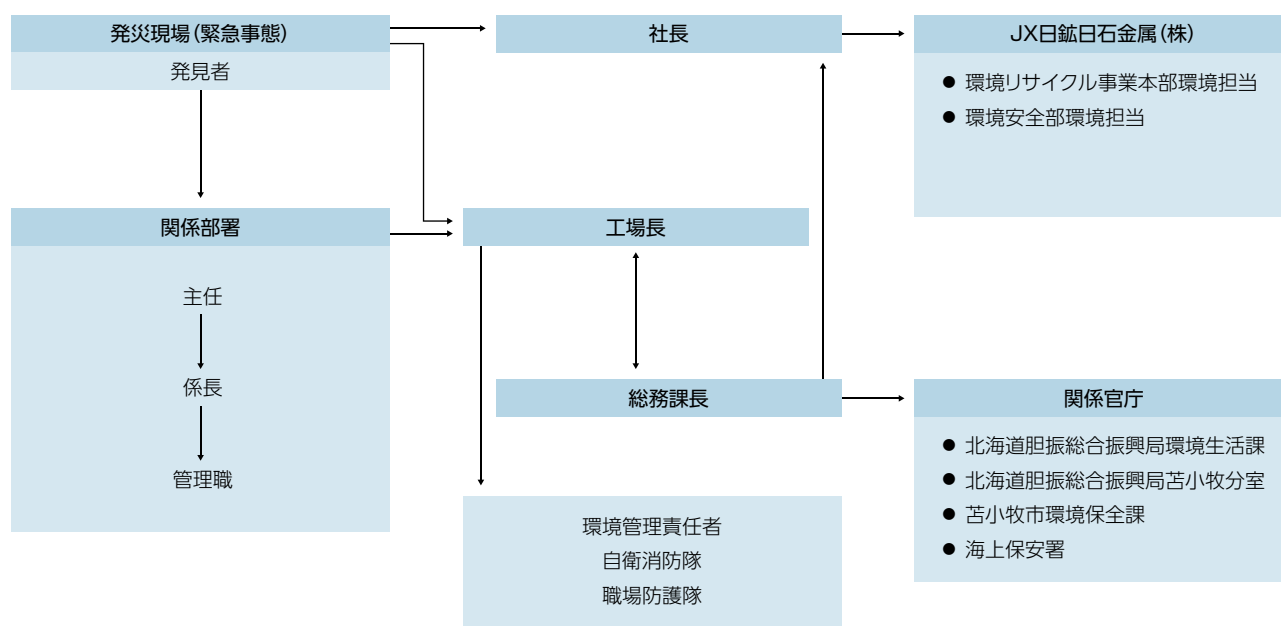 発災現場(緊急事態)
発見者
社長
JX日鉱日石金属(株)
● 環境リサイクル事業本部環境担当
● 環境安全部環境担当
関係部署
主任
係長
管理職
工場長
総務課長
環境管理責任者
自衛消防隊
職場防護隊
関係官庁
● 北海道胆振総合振興局環境生活課
● 北海道胆振総合振興局苫小牧分室
● 苫小牧市環境保全課
● 海上保安署